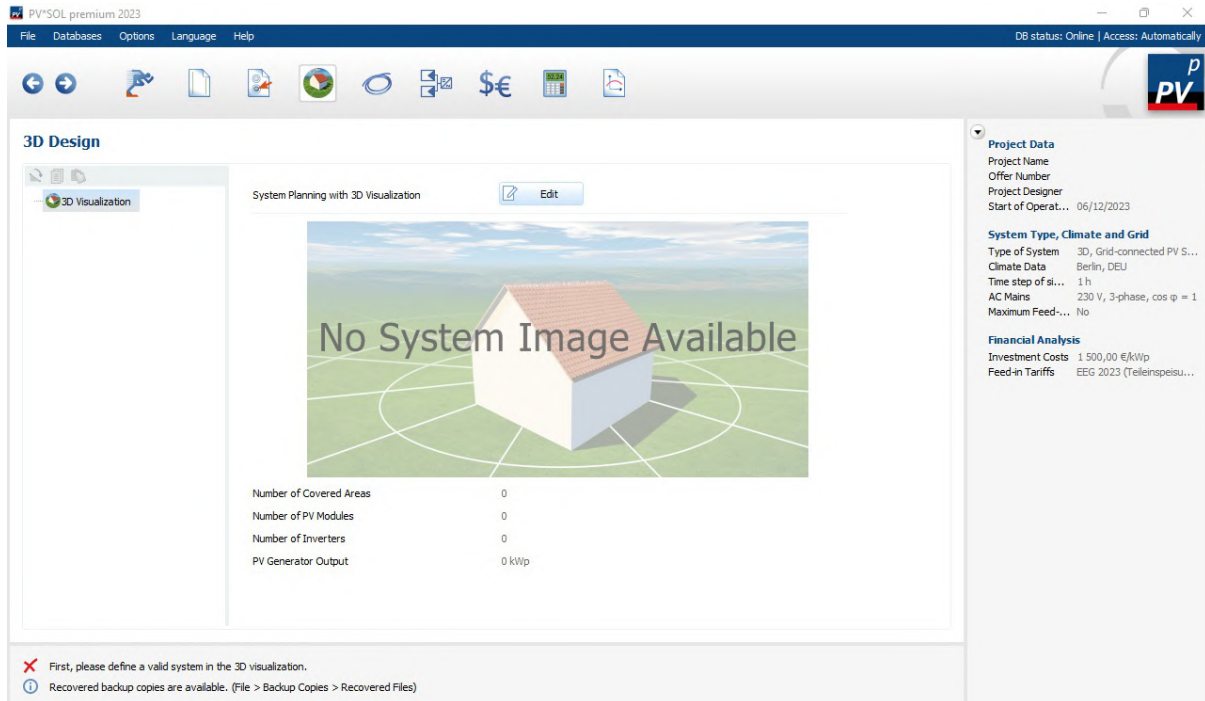 PV*SOL premium 2023
File Databases Options Language Help DB status: Online | Access: Automatically
$€ 02.24
p
PV
3D Design
3D Visualization
System Planning with 3D Visualization Edit
No System Image Available
Number of Covered Areas 0
Number of PV Modules 0
Number of Inverters 0
PV Generator Output 0 kWp
Project Data
Project Name
Offer Number
Project Designer
Start of Operat... 06/12/2023
System Type, Climate and Grid
Type of System 3D, Grid-connected PV S...
Climate Data Berlin, DEU
Time step of si... 1 h
AC Mains 230 V, 3-phase, cos φ = 1
Maximum Feed-... No
Financial Analysis
Investment Costs 1 500,00 €/kWp
Feed-in Tariffs EEG 2023 (Teileinspeisu...
First, please define a valid system in the 3D visualization.
Recovered backup copies are available. (File > Backup Copies > Recovered Files)